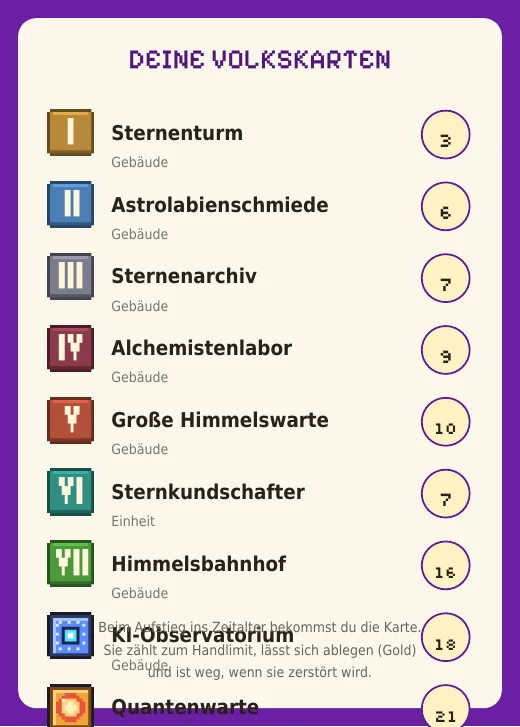 DEINE VOLKSKARTEN
I
Sternenturm
3
Gebäude
II
Astrolabienschmiede
6
Gebäude
III
Sternenarchiv
7
Gebäude
IV
Alchemistenlabor
9
Gebäude
V
Große Himmelswarte
10
Gebäude
VI
Sternkundschafter
7
Einheit
VII
Himmelsbahnhof
16
Gebäude
Beim Aufstieg ins Zeitalter bekommst du die Karte.
KI-Observatorium
18
Sie zählt zum Handlimit, lässt sich ablegen (Gold)
Gebäude
und ist weg, wenn sie zerstört wird.
Quantenwarte
21